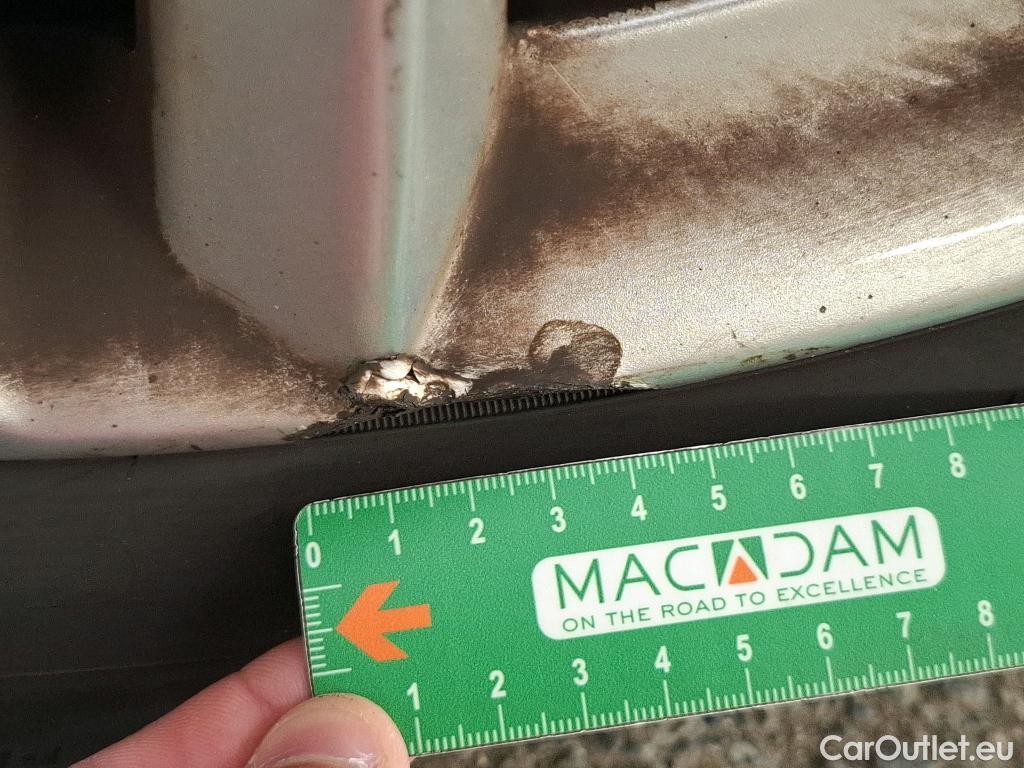 0 1 2 3 4 5 6 7 8
MACADAM
ON THE ROAD TO EXCELLENCE
1 2 3 4 5 6 7 8
CarOutlet.eu